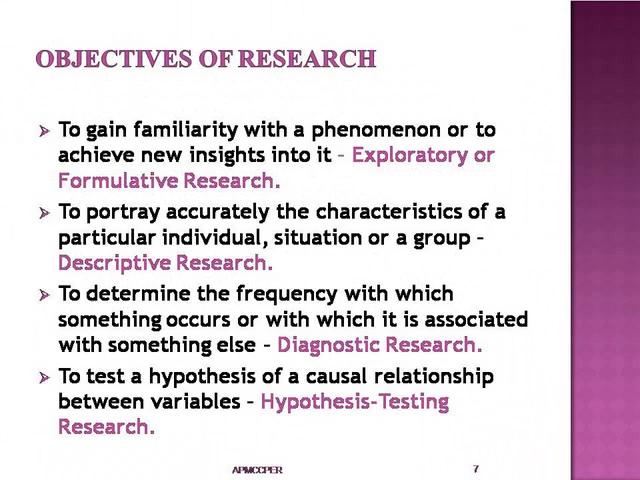 OBJECTIVES OF RESEARCH
➢ To gain familiarity with a phenomenon or to
achieve new insights into it – Exploratory or
Formulative Research.
➢ To portray accurately the characteristics of a
particular individual, situation or a group –
Descriptive Research.
➢ To determine the frequency with which
something occurs or with which it is associated
with something else – Diagnostic Research.
➢ To test a hypothesis of a causal relationship
between variables – Hypothesis-Testing
Research.
APMCCPER 7